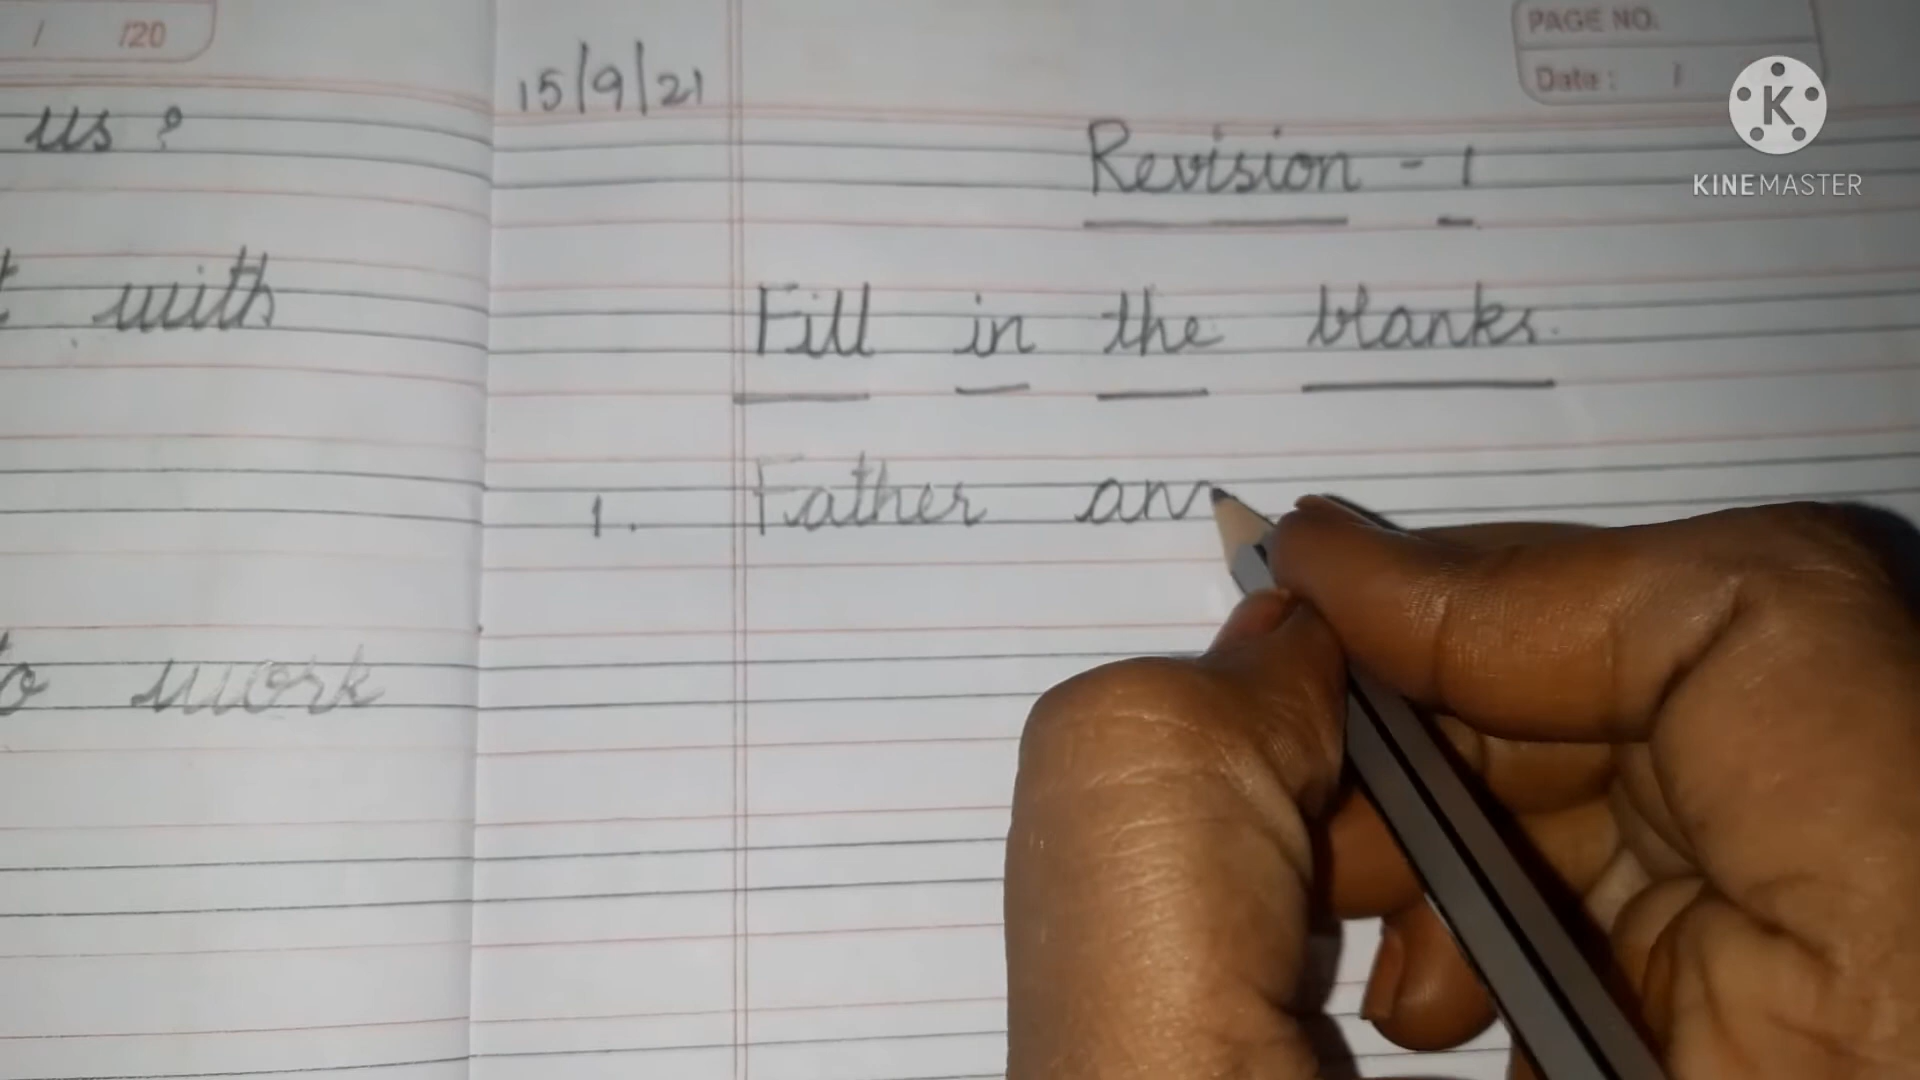 / /20
us ?
with
to work
15/9/21
PAGE NO.
Date : /
Revision - 1
Fill in the blanks.
1. Father an
KINEMASTER